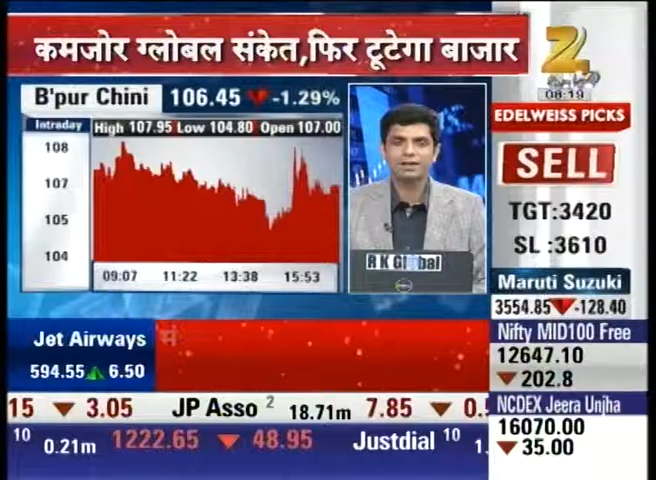 कमजोर ग्लोबल संकेत,फिर टूटेगा बाजार
08:19
B'pur Chini 106.45 -1.29%
Intraday High 107.95 Low 104.80 Open 107.00
108
107
105
104
09:07 11:22 13:38 15:53
R K Global
EDELWEISS PICKS
SELL
TGT:3420
SL :3610
Maruti Suzuki
3554.85 -128.40
Jet Airways
594.55 6.50
Nifty MID100 Free
12647.10
202.8
15 3.05 JP Asso 2 18.71m 7.85 0.
10 0.21m 1222.65 48.95 Justdial 10 1.
NCDEX Jeera Unjha
16070.00
35.00